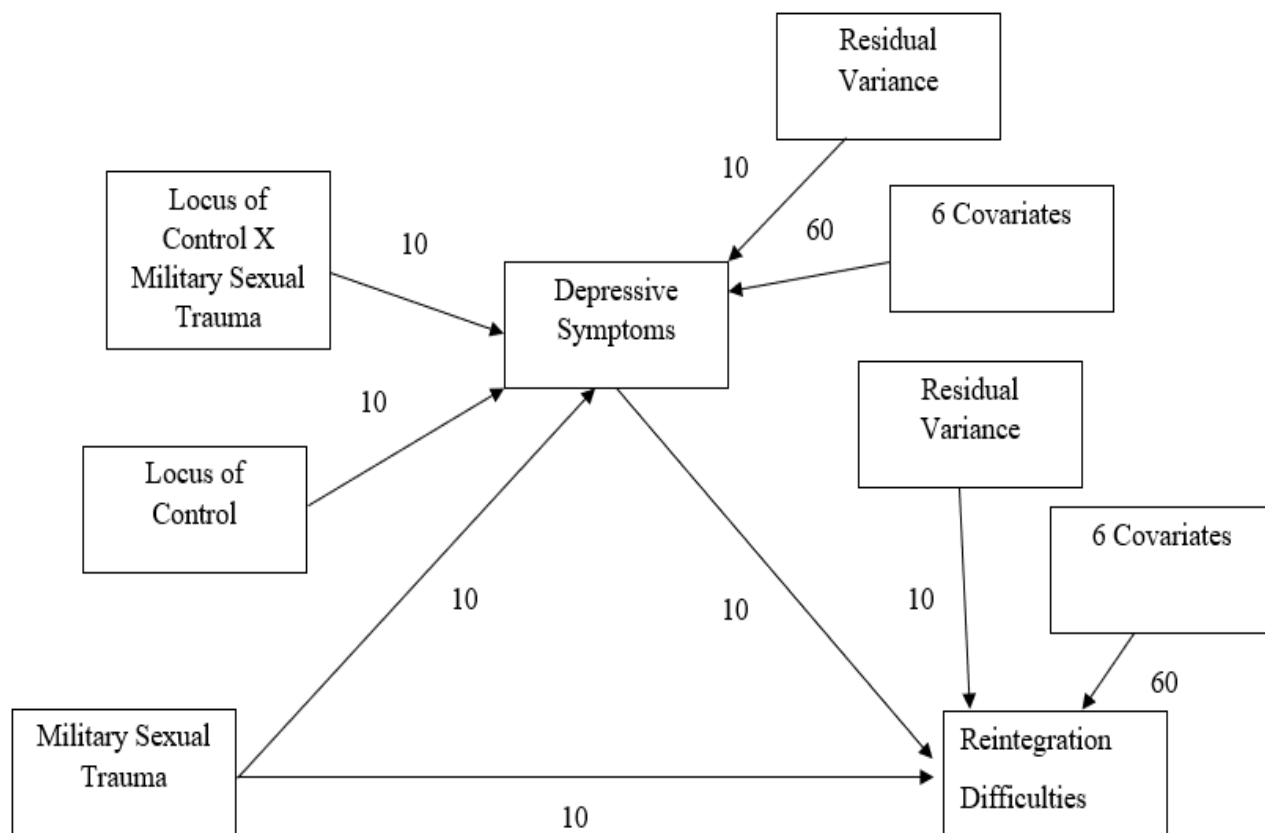 Residual
Variance
10
60
6 Covariates
Locus of
Control X
Military Sexual
Trauma
10
Depressive
Symptoms
10
Locus of
Control
Residual
Variance
6 Covariates
10
10
10
60
Military Sexual
Trauma
10
Reintegration
Difficulties